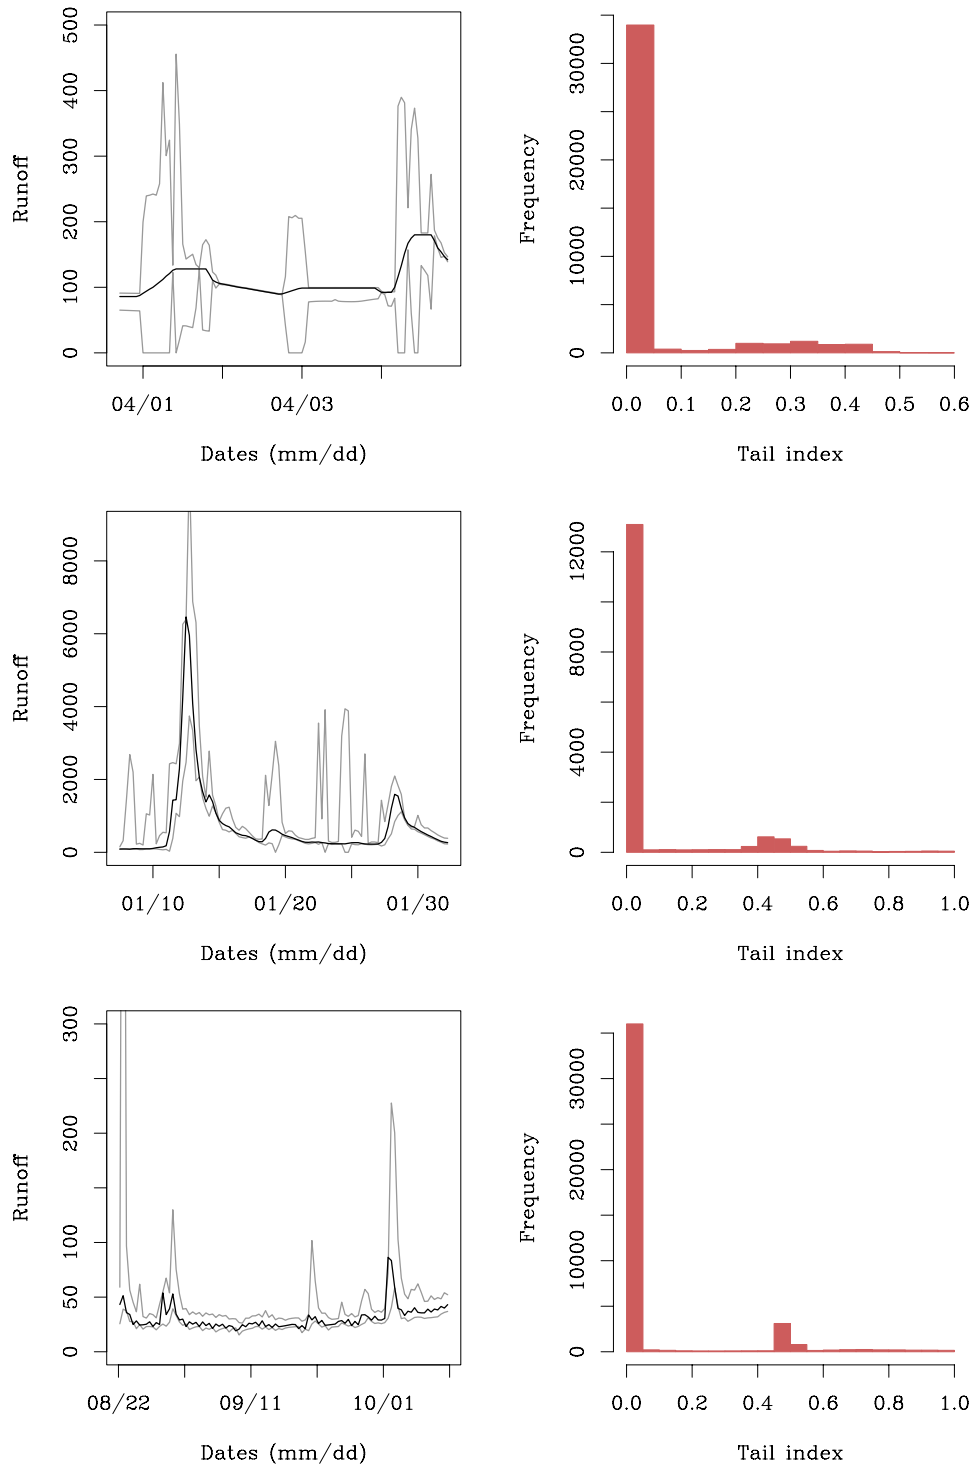 500
400
300
200
100
0
Runoff
04/01 04/03
Dates (mm/dd)
30000
20000
10000
0
Frequency
0.0 0.1 0.2 0.3 0.4 0.5 0.6
Tail index
8000
6000
4000
2000
0
Runoff
01/10 01/20 01/30
Dates (mm/dd)
12000
8000
4000
0
Frequency
0.0 0.2 0.4 0.6 0.8 1.0
Tail index
300
200
100
50
0
Runoff
08/22 09/11 10/01
Dates (mm/dd)
30000
20000
10000
0
Frequency
0.0 0.2 0.4 0.6 0.8 1.0
Tail index